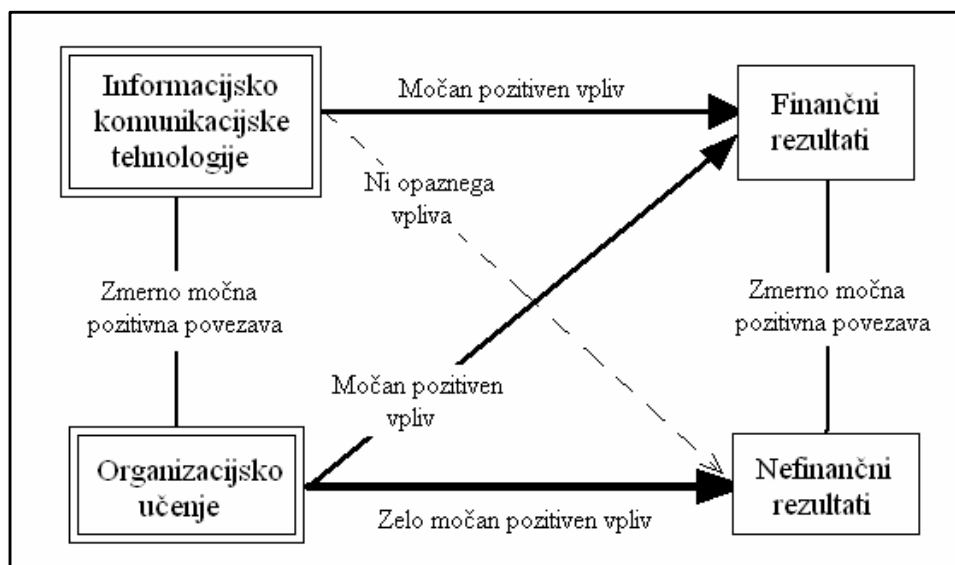 Informacijsko
komunikacijske
tehnologije
Močan pozitiven vpliv
Finančni
rezultati
Ni opaznega
vpliva
Zmerno močna
pozitivna povezava
Zmerno močna
pozitivna povezava
Močan pozitiven
vpliv
Organizacijsko
učenje
Zelo močan pozitiven vpliv
Nefinančni
rezultati